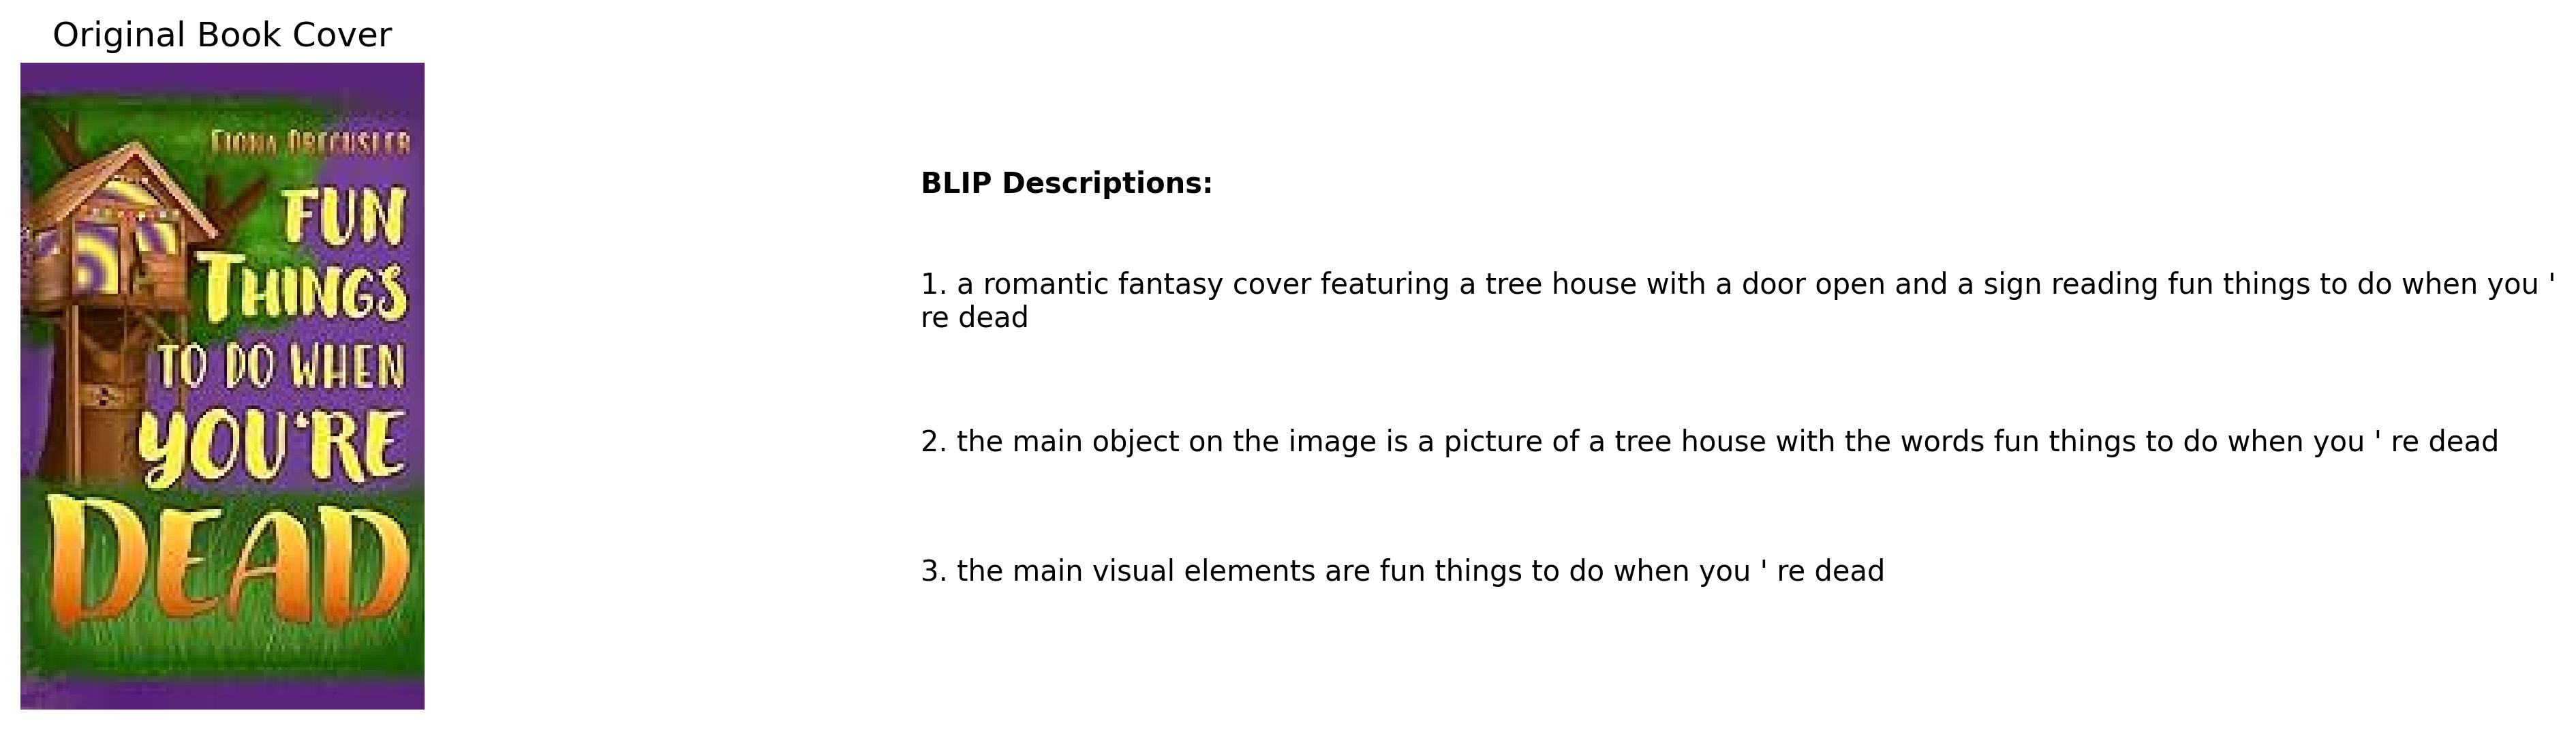 Original Book Cover
FIONA DRECHSLER
FUN
THINGS
TO DO WHEN
YOU'RE
DEAD
BLIP Descriptions:
1. a romantic fantasy cover featuring a tree house with a door open and a sign reading fun things to do when you '
re dead
2. the main object on the image is a picture of a tree house with the words fun things to do when you ' re dead
3. the main visual elements are fun things to do when you ' re dead